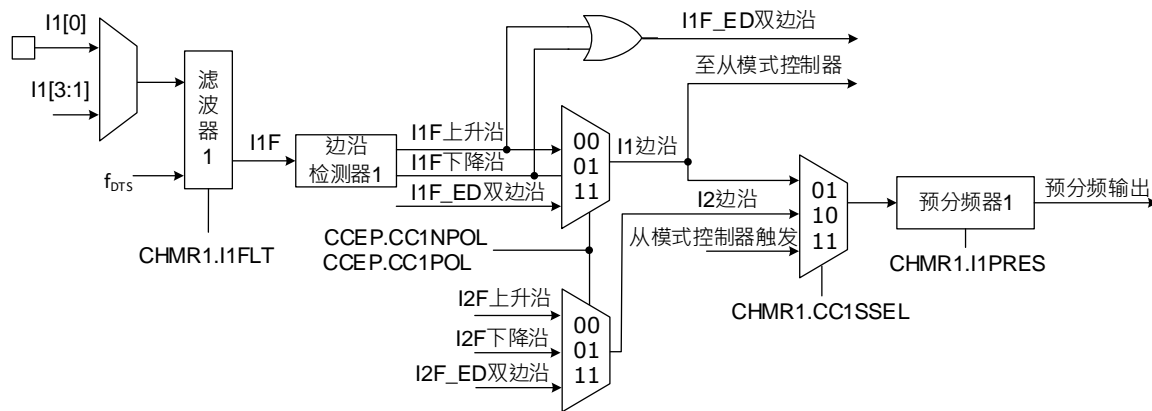 I1[0]
I1[3:1]
fDTS
滤
波
器
1
CHMR1.I1FLT
I1F
边沿
检测器1
I1F上升沿
I1F下降沿
I1F_ED双边沿
00
01
11
CCEP.CC1NPOL
CCEP.CC1POL
I2F上升沿
I2F下降沿
I2F_ED双边沿
00
01
11
I1F_ED双边沿
至从模式控制器
I1边沿
I2边沿
从模式控制器触发
01
10
11
CHMR1.CC1SSEL
预分频器1
CHMR1.I1PRES
预分频输出